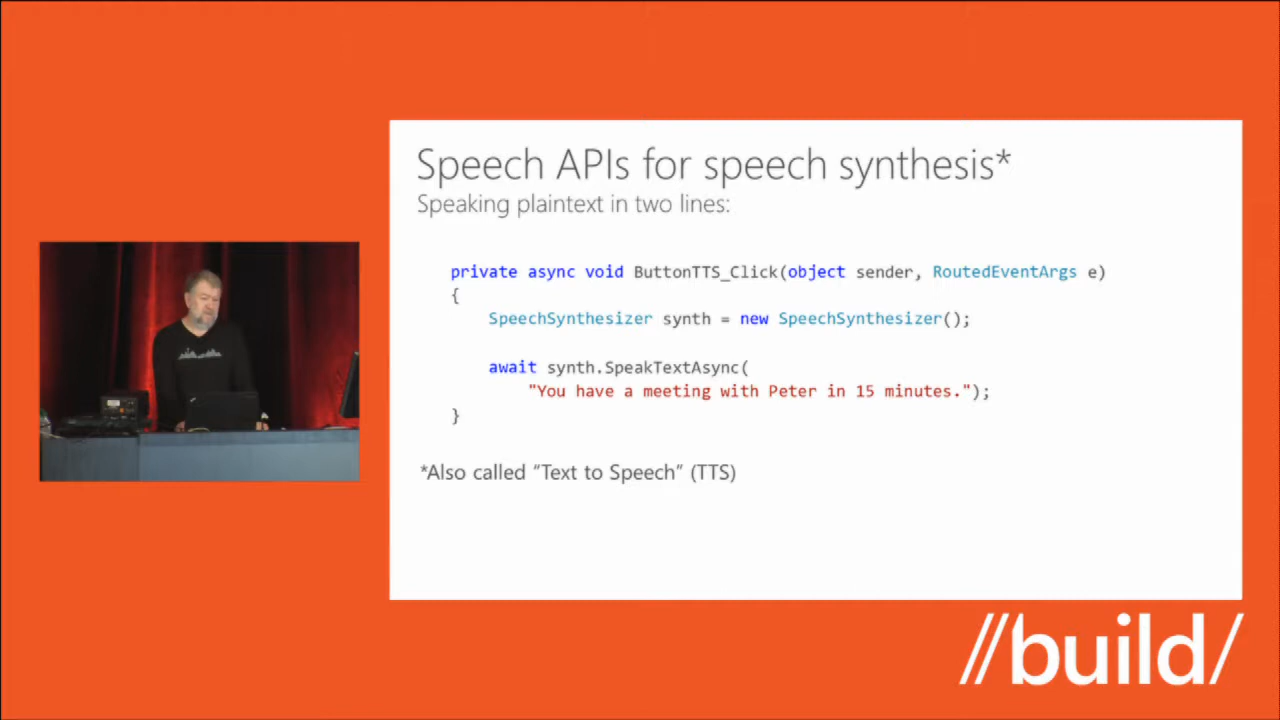 Speech APIs for speech synthesis*
Speaking plaintext in two lines:
private async void ButtonTTS_Click(object sender, RoutedEventArgs e)
{
SpeechSynthesizer synth = new SpeechSynthesizer();
await synth.SpeakTextAsync(
"You have a meeting with Peter in 15 minutes.");
}
*Also called “Text to Speech” (TTS)
//build/